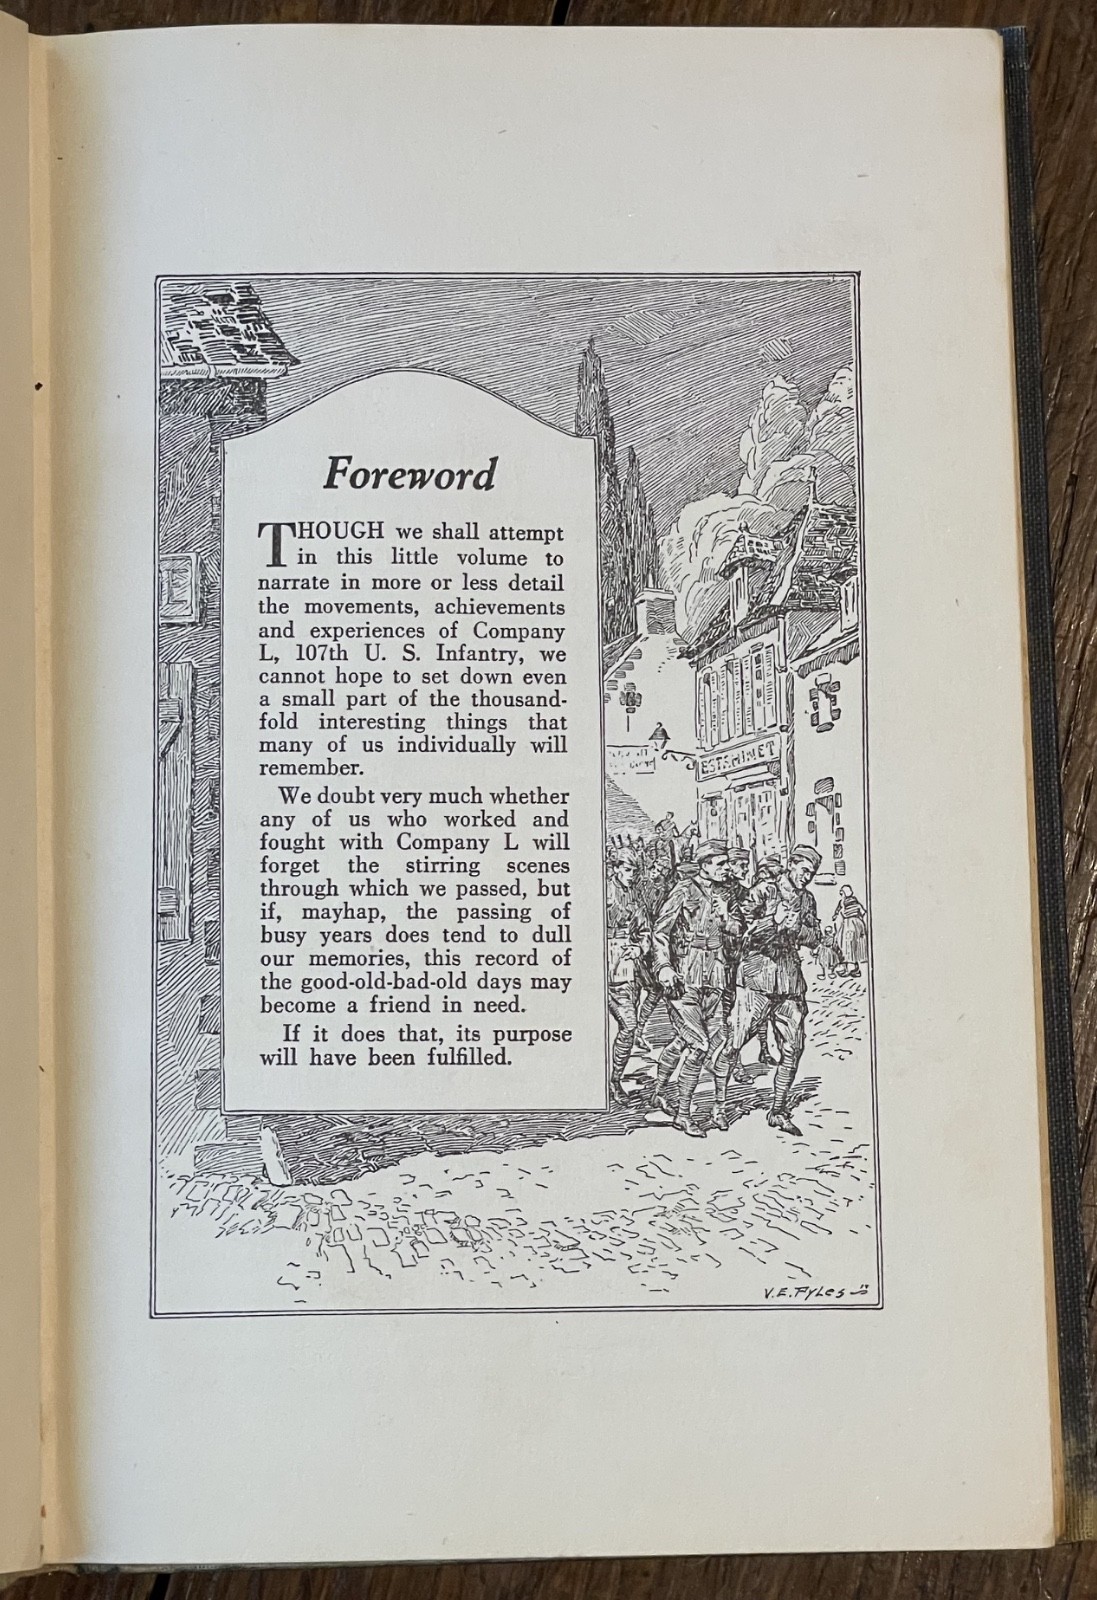 Foreword
THOUGH we shall attempt
in this little volume to
narrate in more or less detail
the movements, achievements
and experiences of Company
L, 107th U. S. Infantry, we
cannot hope to set down even
a small part of the thousand-
fold interesting things that
many of us individually will
remember.
We doubt very much whether
any of us who worked and
fought with Company L will
forget the stirring scenes
through which we passed, but
if, mayhap, the passing of
busy years does tend to dull
our memories, this record of
the good-old-bad-old days may
become a friend in need.
If it does that, its purpose
will have been fulfilled.
ESTAMINET
V. E. Pyles